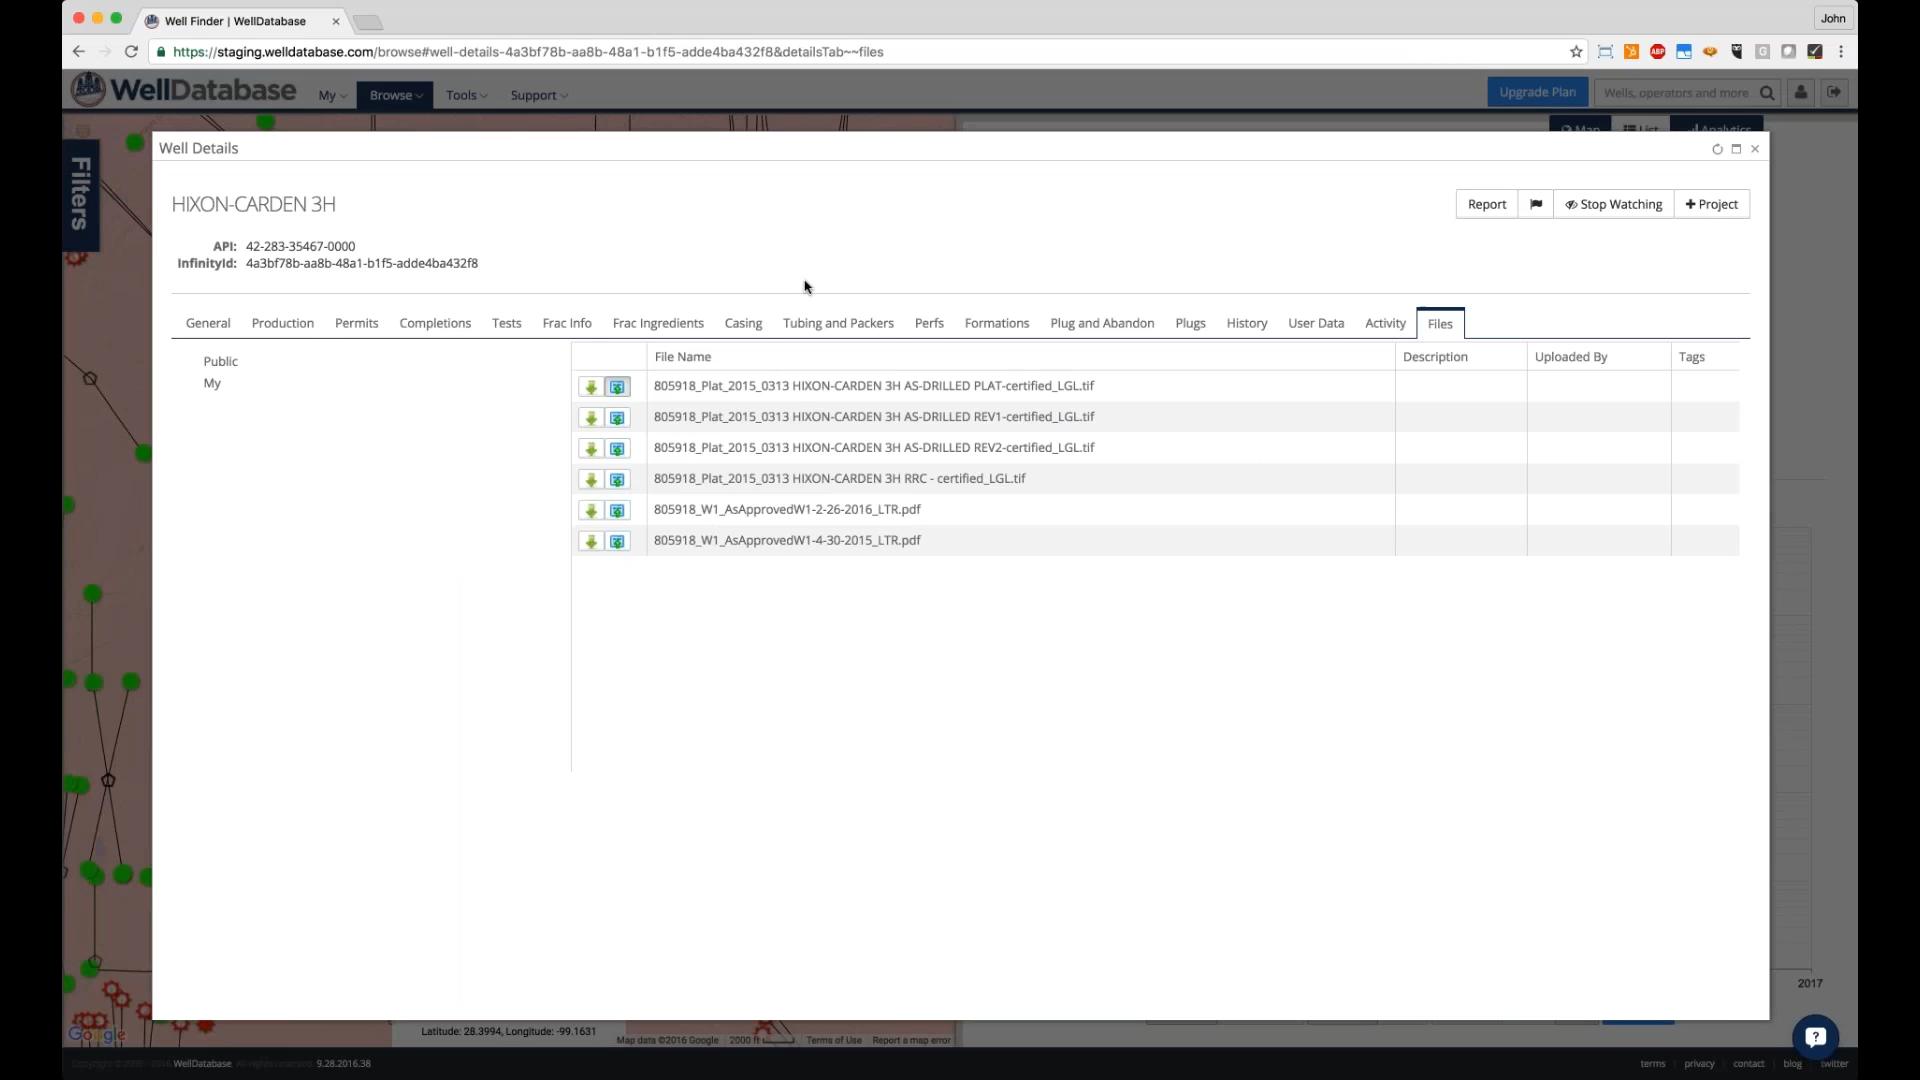 Well Finder | WellDatabase
John
https://staging.welldatabase.com/browse#well-details-4a3bf78b-aa8b-48a1-b1f5-adde4ba432f8&detailsTab~~files
ABP
WellDatabase
My
Browse
Tools
Support
Upgrade Plan
Wells, operators and more
Map
List
Analytics
Filters
Well Details
HIXON-CARDEN 3H
Report
Stop Watching
Project
API: 42-283-35467-0000
InfinityId: 4a3bf78b-aa8b-48a1-b1f5-adde4ba432f8
General Production Permits Completions Tests Frac Info Frac Ingredients Casing Tubing and Packers Perfs Formations Plug and Abandon Plugs History User Data Activity Files
Public
My
File Name Description Uploaded By Tags
805918_Plat_2015_0313 HIXON-CARDEN 3H AS-DRILLED PLAT-certified_LGL.tif
805918_Plat_2015_0313 HIXON-CARDEN 3H AS-DRILLED REV1-certified_LGL.tif
805918_Plat_2015_0313 HIXON-CARDEN 3H AS-DRILLED REV2-certified_LGL.tif
805918_Plat_2015_0313 HIXON-CARDEN 3H RRC - certified_LGL.tif
805918_W1_AsApprovedW1-2-26-2016_LTR.pdf
805918_W1_AsApprovedW1-4-30-2015_LTR.pdf
2017
Google
Latitude: 28.3994, Longitude: -99.1631
Map data ©2016 Google 2000 ft Terms of Use Report a map error
WellDatabase
9.28.2016.38
terms privacy contact blog twitter